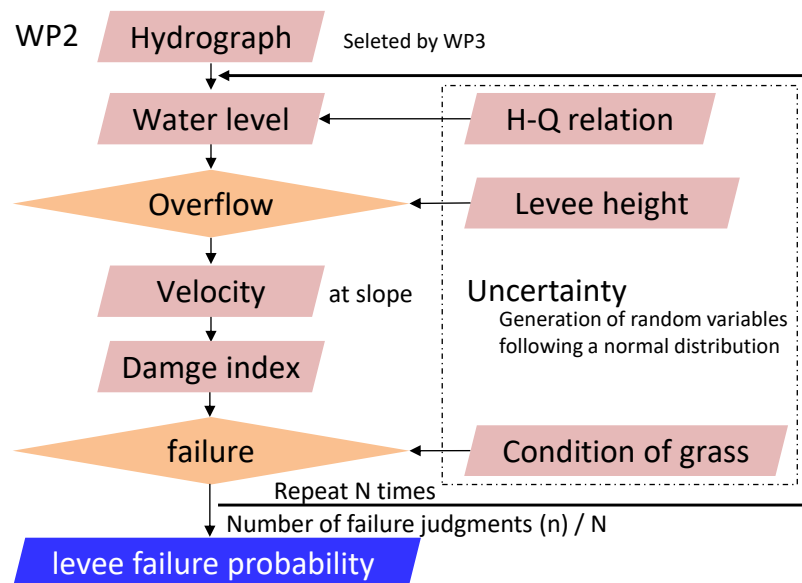 WP2
Hydrograph
Seleted by WP3
Water level
H-Q relation
Overflow
Levee height
Velocity
at slope
Uncertainty
Generation of random variables
following a normal distribution
Damge index
failure
Condition of grass
Repeat N times
Number of failure judgments (n) / N
levee failure probability